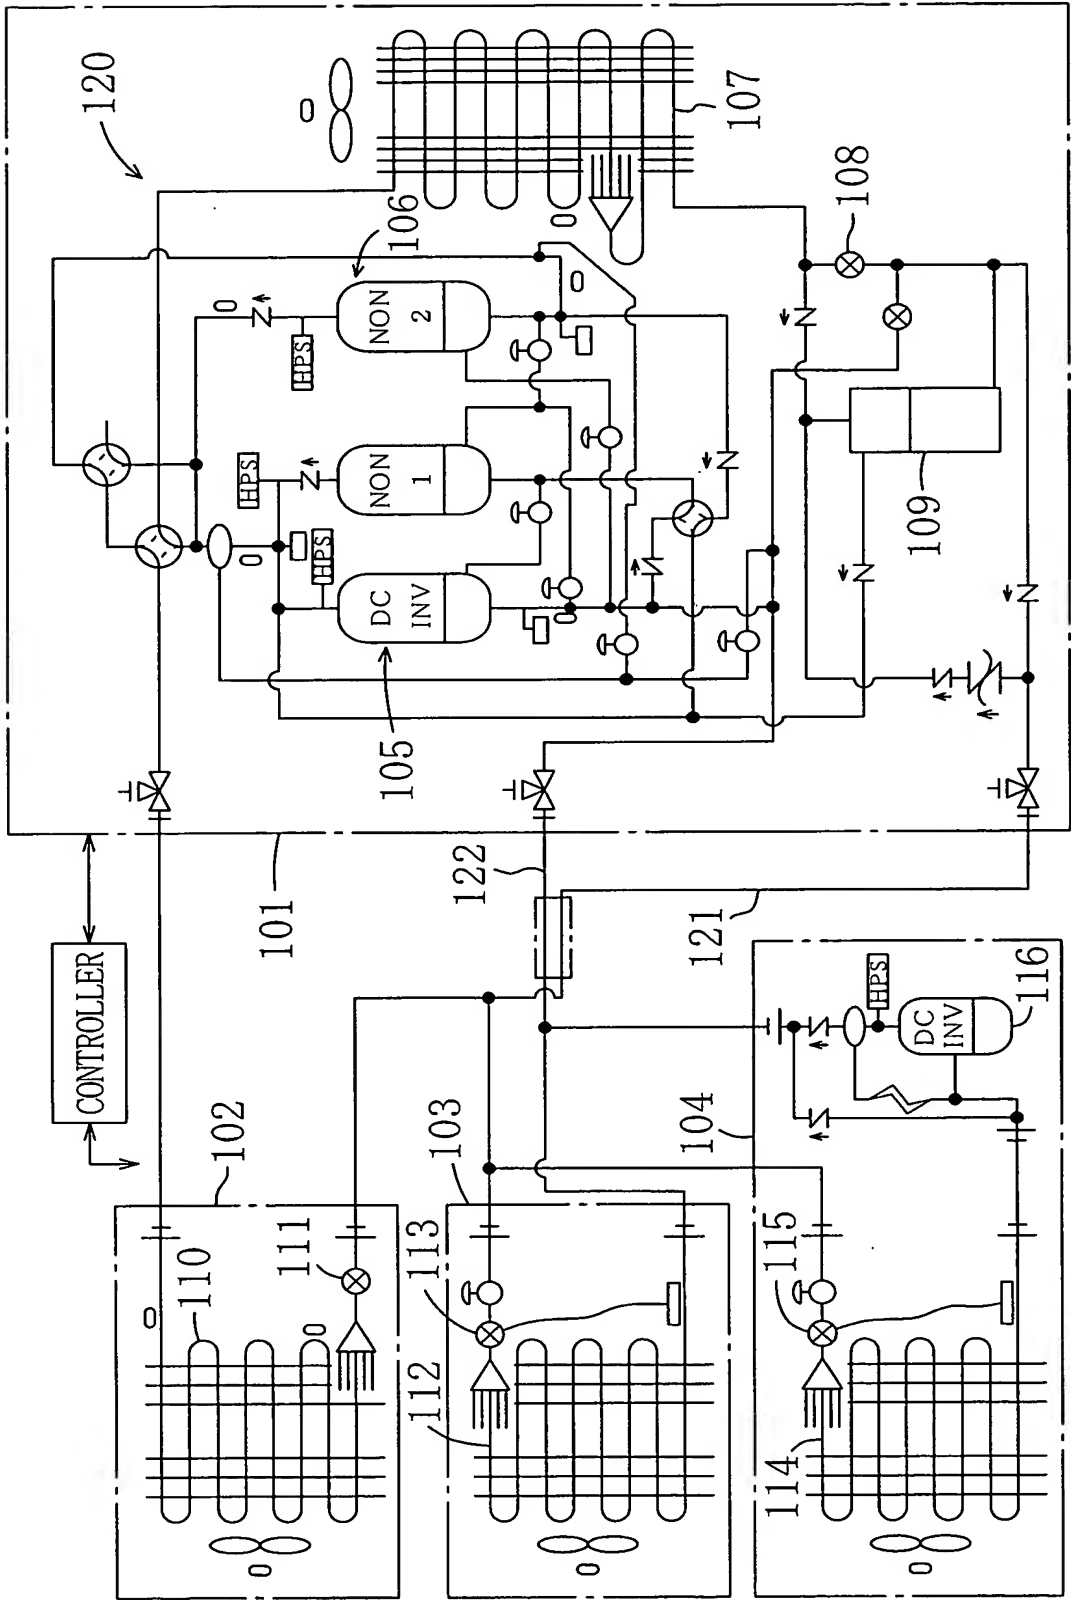 CONTROLLER
120
110
102
HPS
101
111
HPS
HPS
DC
INV
NON
1
NON
2
105
106
112
113
103
122
104
121
107
114
115
108
HPS
DC
INV
109
116